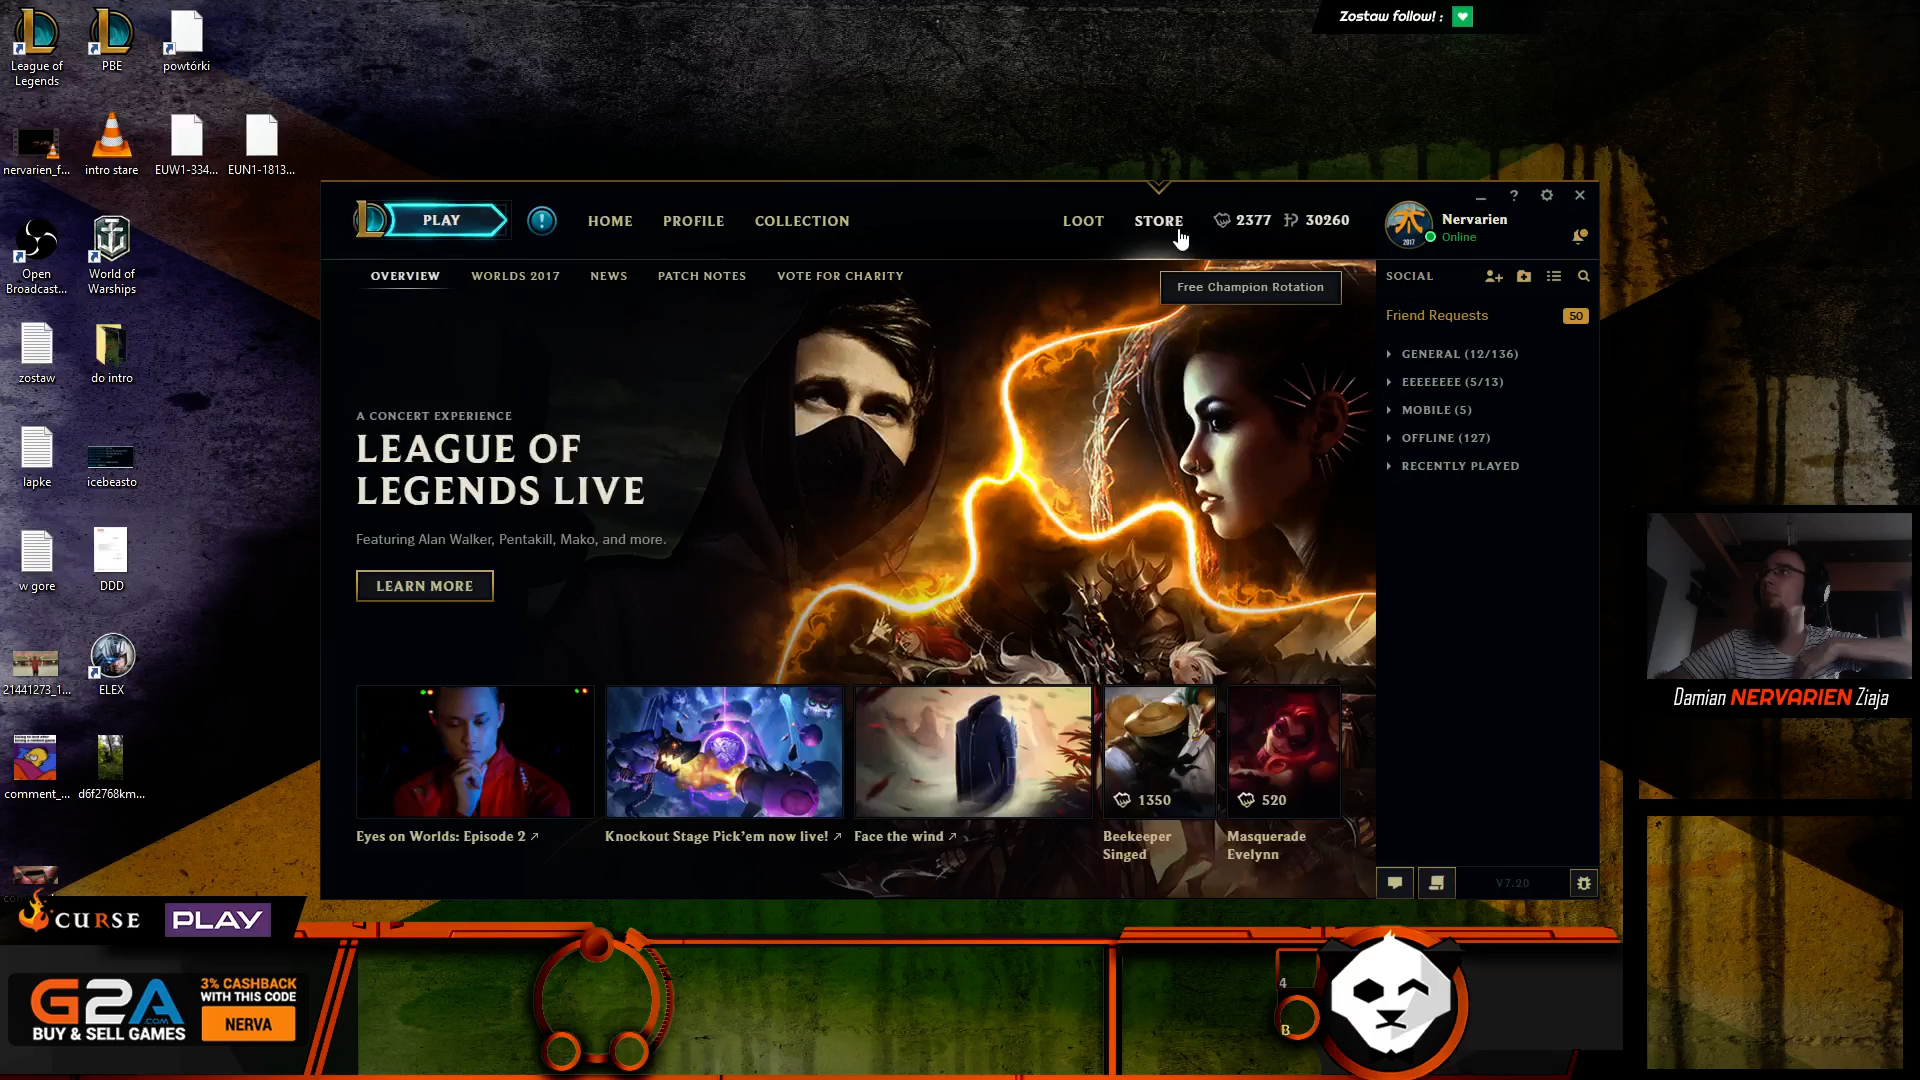 Zostaw follow! :
League of
Legends
PBE
powtórki
nervarien_f...
intro stare
EUW1-334...
EUN1-1813...
Open
Broadcast...
World of
Warships
zostaw
do intro
lapke
icebeasto
w gore
DDD
21441273_1...
ELEX
comment_...
d6f2768km...
PLAY
HOME
PROFILE
COLLECTION
LOOT
STORE
2377
30260
?
Nervarien
Online
2017
OVERVIEW
WORLDS 2017
NEWS
PATCH NOTES
VOTE FOR CHARITY
Free Champion Rotation
SOCIAL
Friend Requests
50
GENERAL (12/136)
EEEEEEE (5/13)
MOBILE (5)
OFFLINE (127)
RECENTLY PLAYED
A CONCERT EXPERIENCE
LEAGUE OF
LEGENDS LIVE
Featuring Alan Walker, Pentakill, Mako, and more.
LEARN MORE
1350
520
Eyes on Worlds: Episode 2
Knockout Stage Pick'em now live!
Face the wind
Beekeeper
Singed
Masquerade
Evelynn
V7.20
Damian NERVARIEN Ziaja
CURSE
PLAY
G2A
.COM
BUY & SELL GAMES
3% CASHBACK
WITH THIS CODE
NERVA
4
B